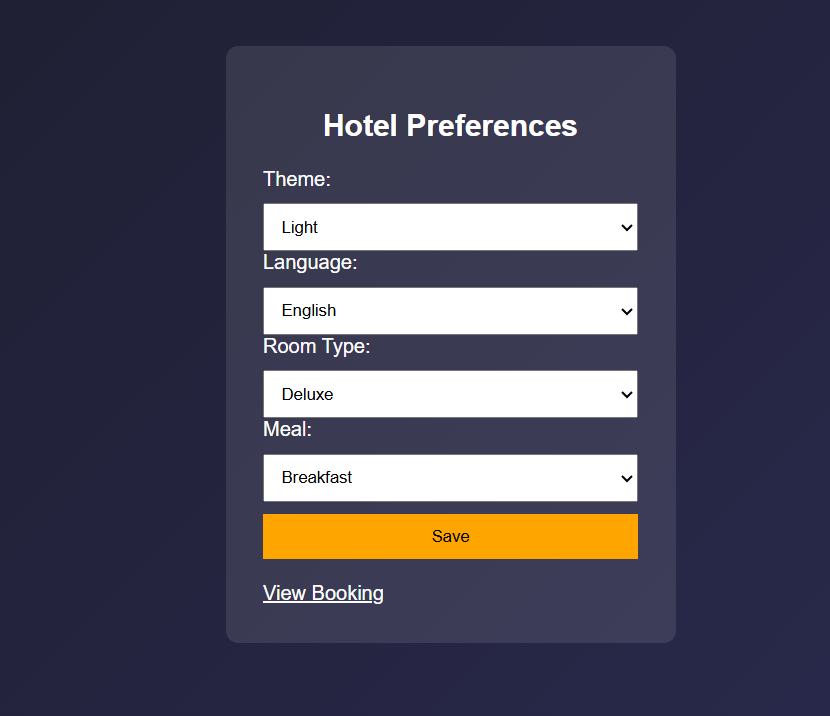 Hotel Preferences
Theme:
Light
Language:
English
Room Type:
Deluxe
Meal:
Breakfast
Save
View Booking